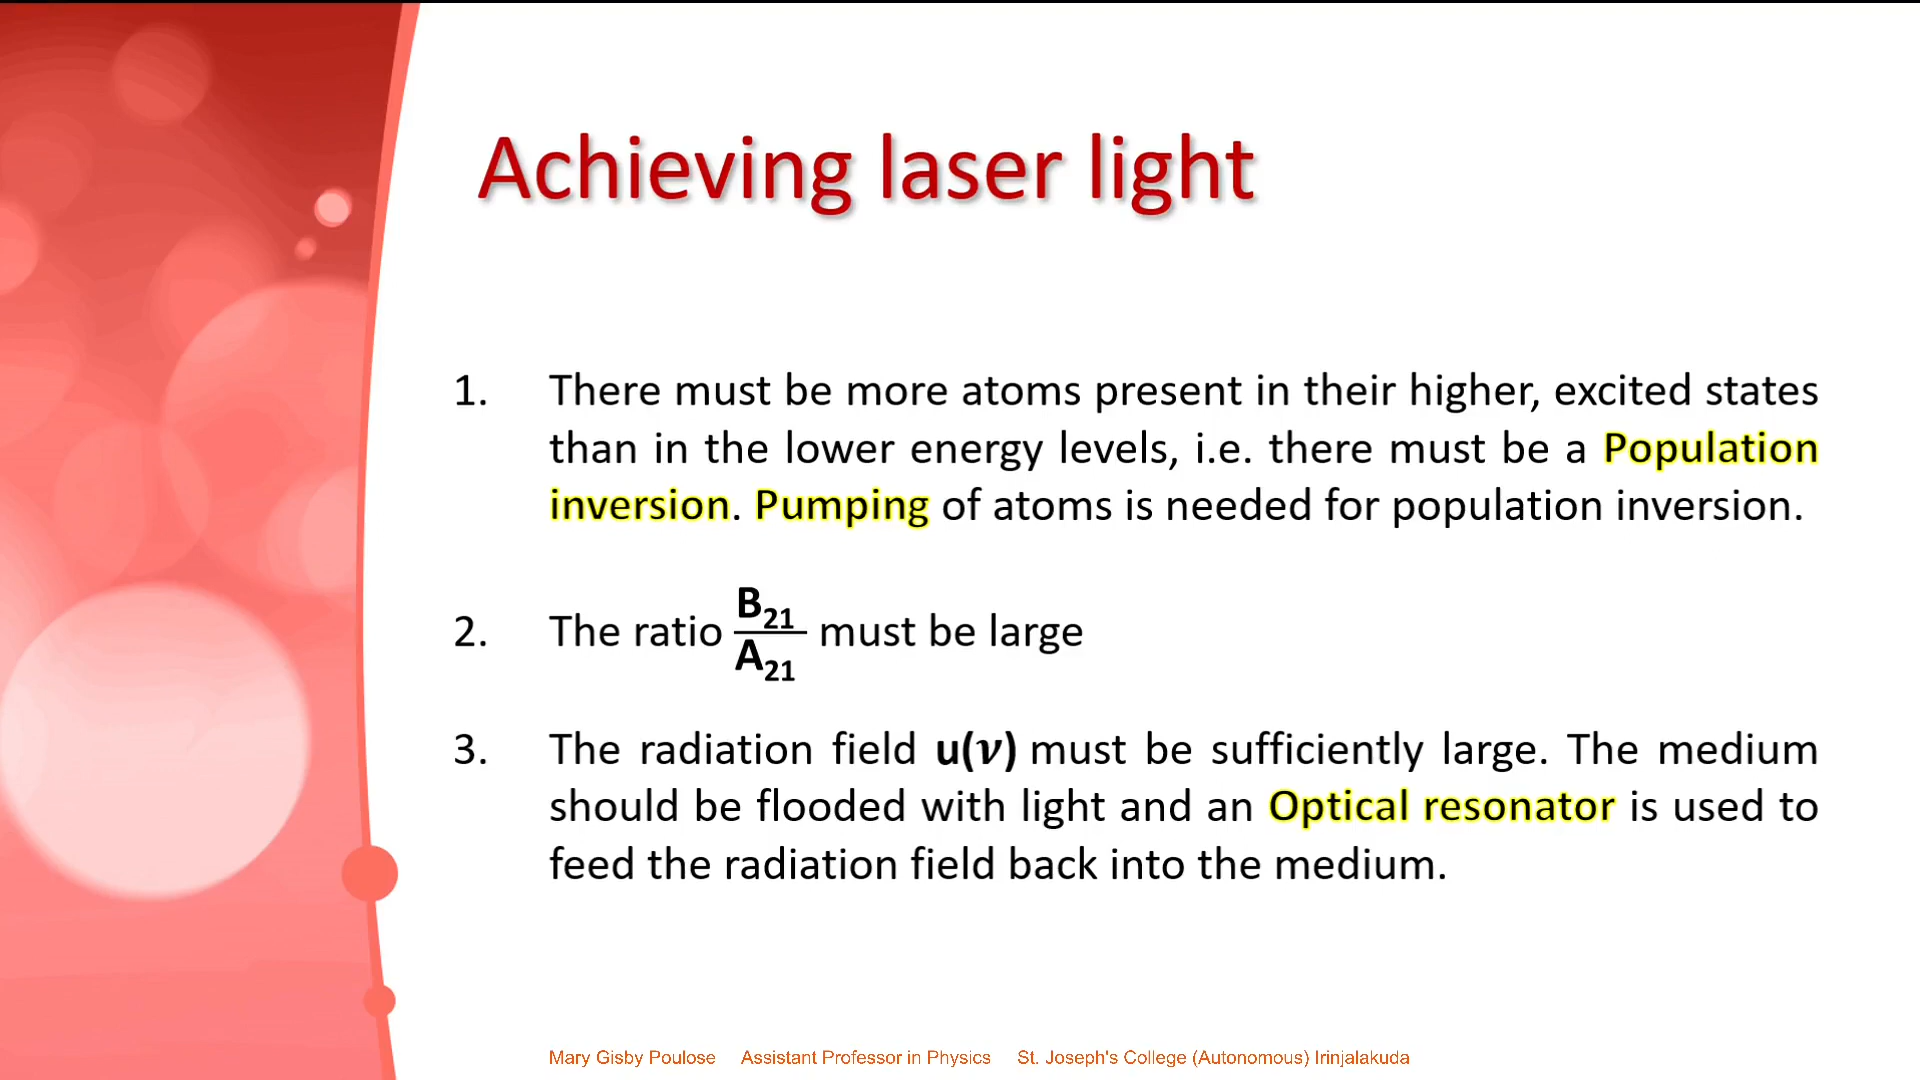 Achieving laser light
1. There must be more atoms present in their higher, excited states
than in the lower energy levels, i.e. there must be a Population
inversion. Pumping of atoms is needed for population inversion.
2. The ratio B₂₁/A₂₁ must be large
3. The radiation field u(ν) must be sufficiently large. The medium
should be flooded with light and an Optical resonator is used to
feed the radiation field back into the medium.
Mary Gisby Poulose Assistant Professor in Physics St. Joseph's College (Autonomous) Irinjalakuda